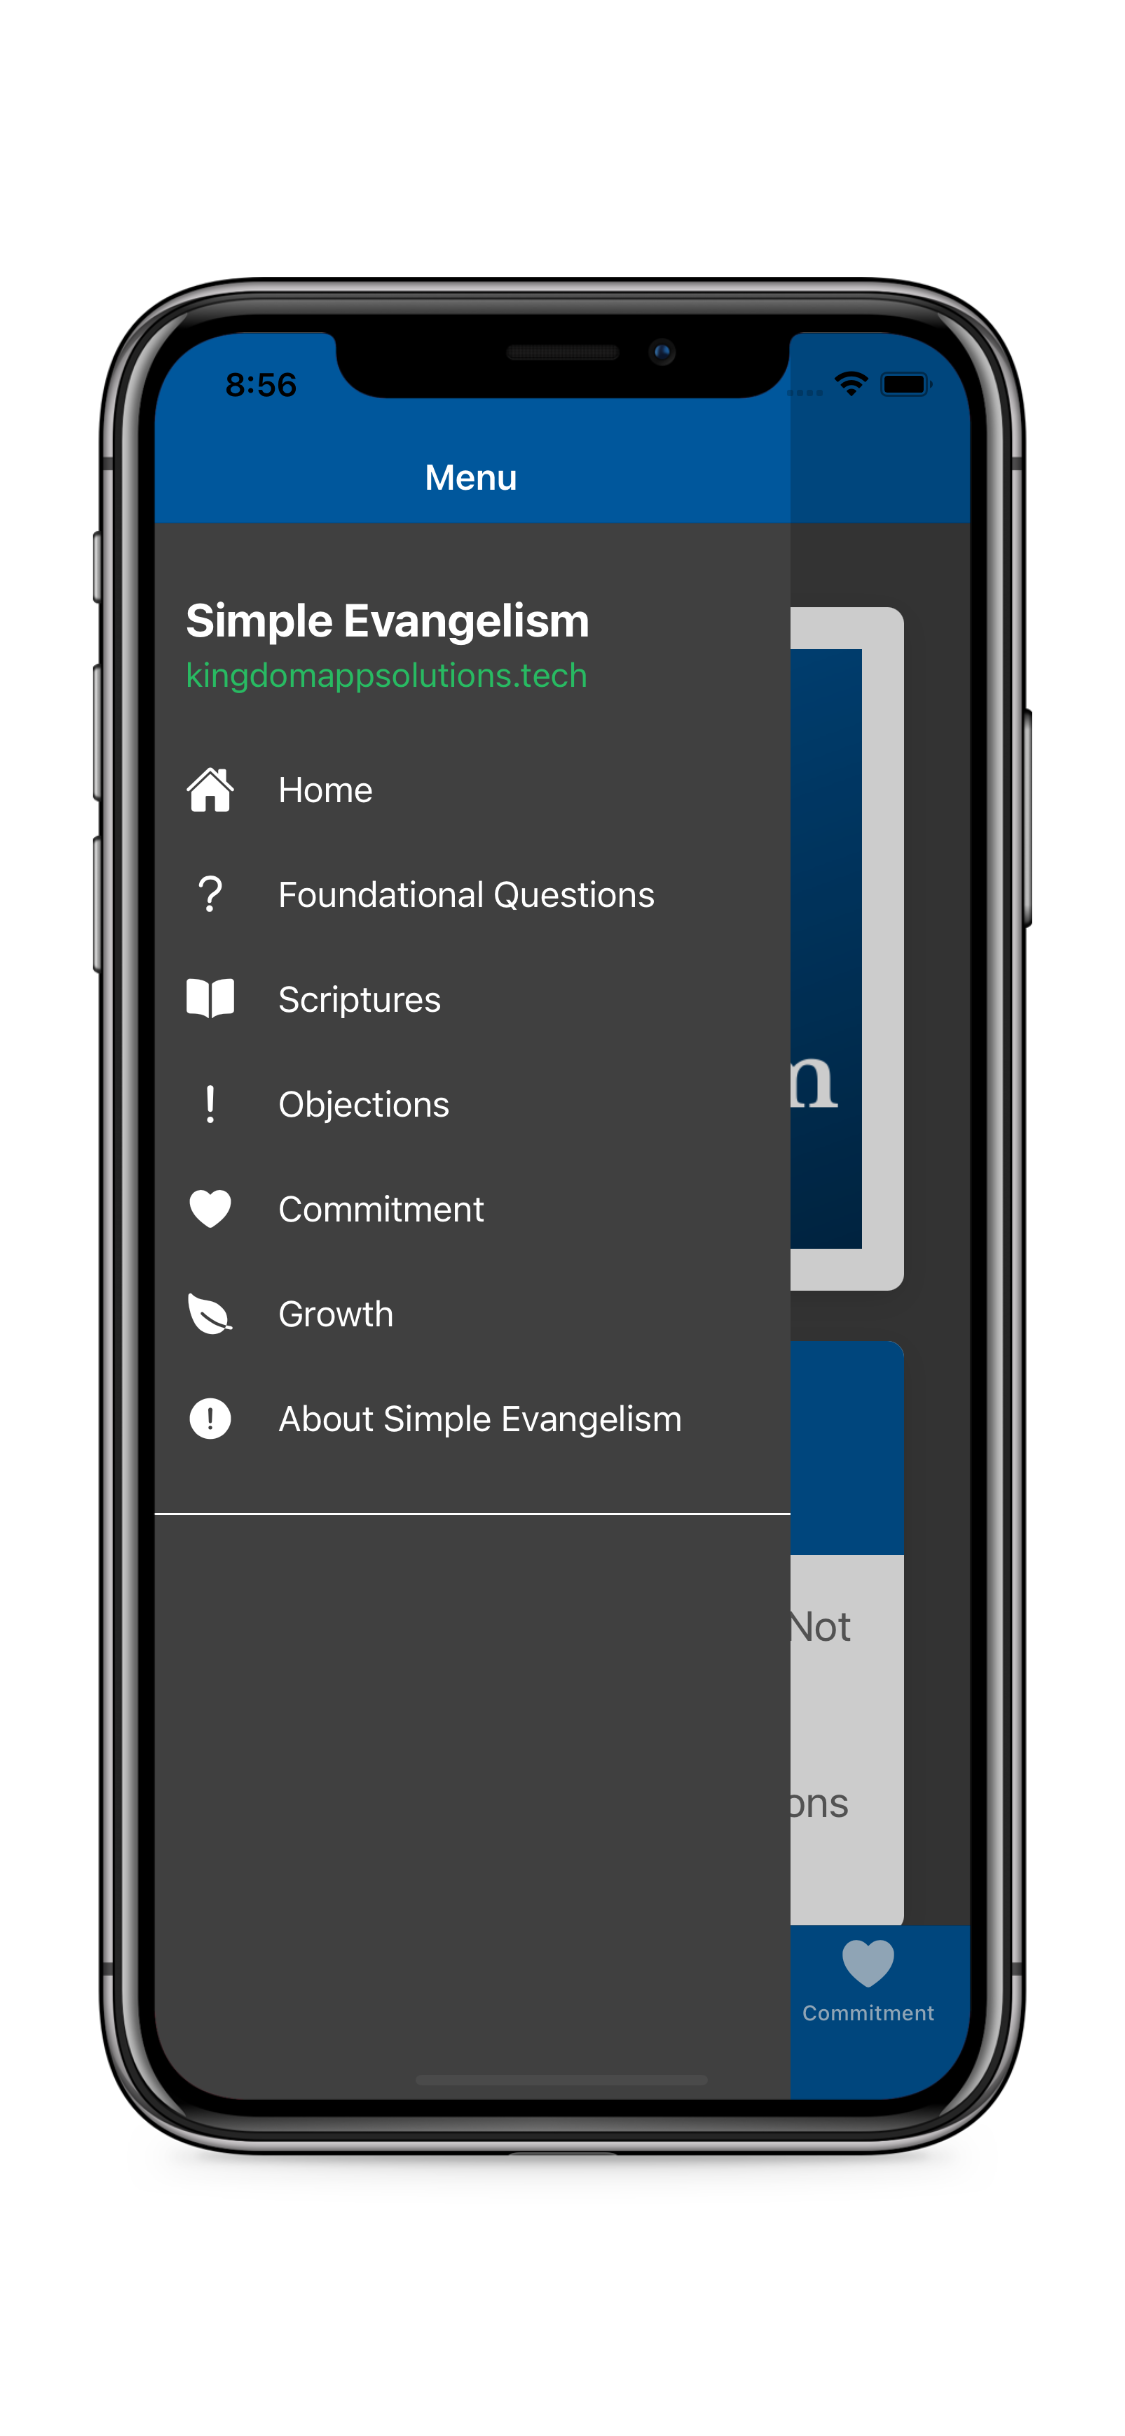 8:56
Menu
Simple Evangelism
kingdomappsolutions.tech
Home
Foundational Questions
Scriptures
Objections
Commitment
Growth
About Simple Evangelism
m
Not
ons
Commitment